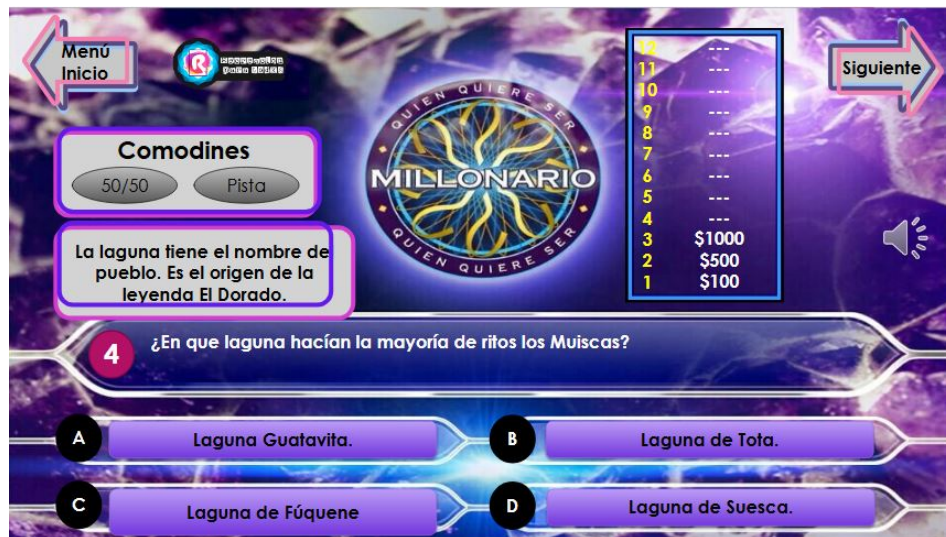 Menú
Inicio
Siguiente
Comodines
50/50
Pista
La laguna tiene el nombre de
pueblo. Es el origen de la
leyenda El Dorado.
QUIEN QUIERE SER
MILLONARIO
QUIEN QUIERE SER
12 ---
11 ---
10 ---
9 ---
8 ---
7 ---
6 ---
5 ---
4 ---
3 $1000
2 $500
1 $100
4 ¿En que laguna hacían la mayoría de ritos los Muiscas?
A Laguna Guatavita.
B Laguna de Tota.
C Laguna de Fúquene
D Laguna de Suesca.